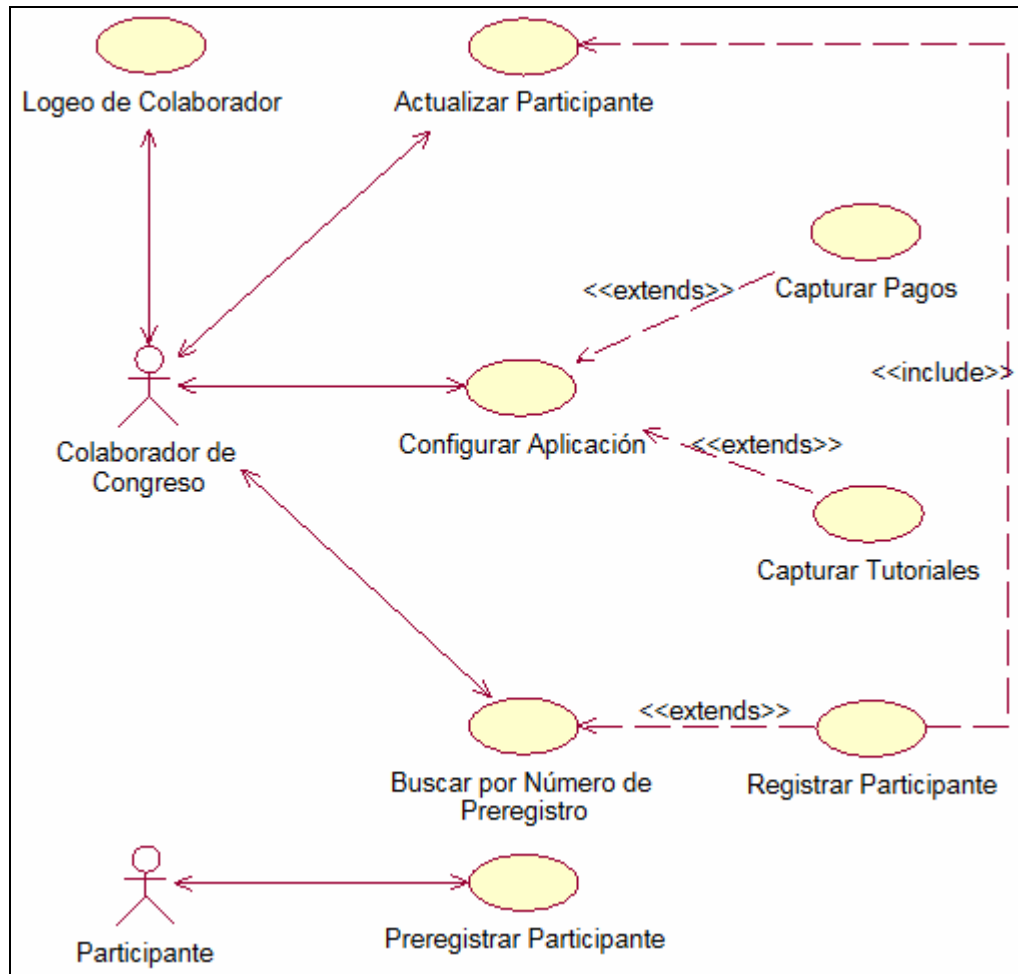 Logeo de Colaborador
Actualizar Participante
<<extends>>
Capturar Pagos
<<include>>
Colaborador de
Congreso
Configurar Aplicación
<<extends>>
Capturar Tutoriales
<<extends>>
Buscar por Número de
Preregistro
Registrar Participante
Participante
Preregistrar Participante